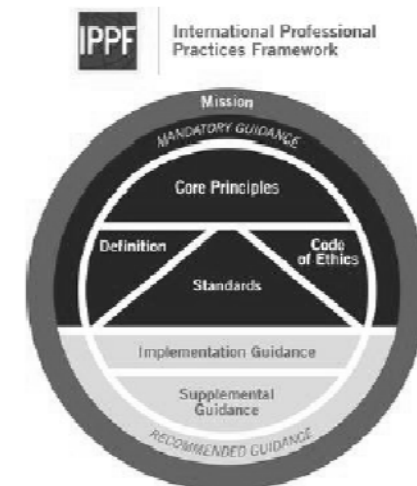 IPPF
International Professional
Practices Framework
Mission
MANDATORY GUIDANCE
Core Principles
Definition
Code
of Ethics
Standards
Implementation Guidance
Supplemental
Guidance
RECOMMENDED GUIDANCE